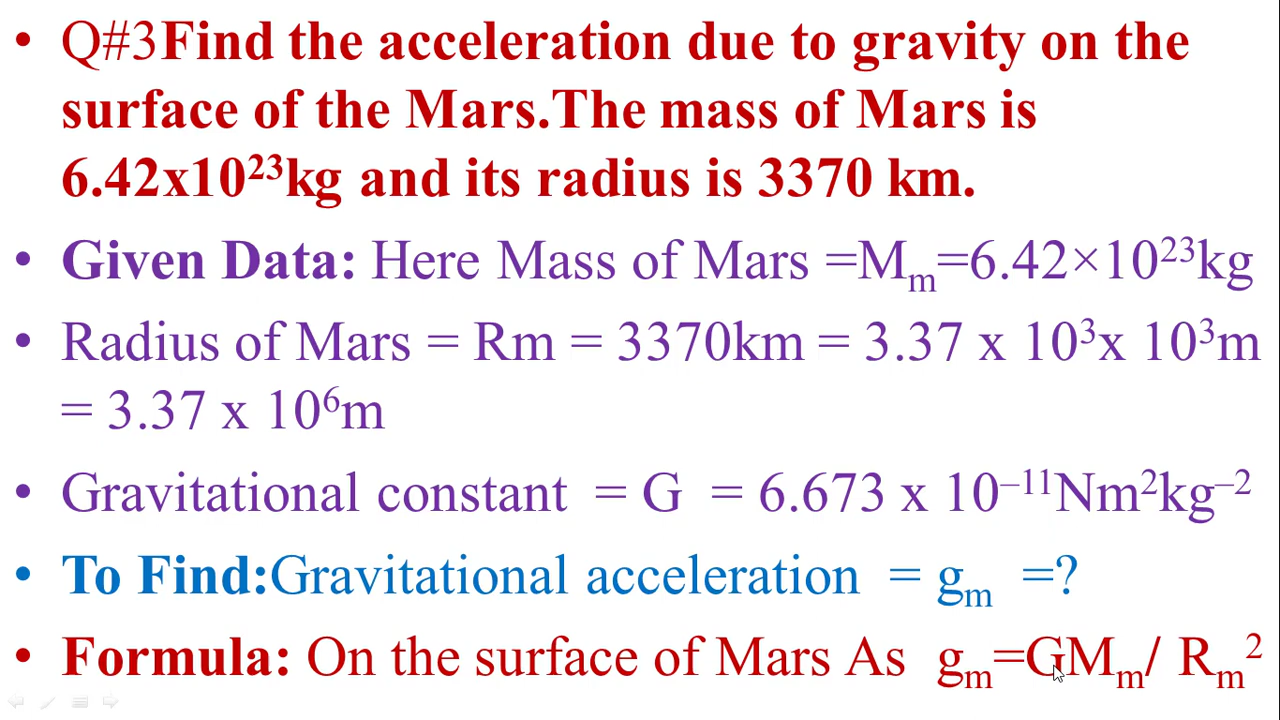 • Q#3Find the acceleration due to gravity on the
surface of the Mars.The mass of Mars is
6.42x10²³kg and its radius is 3370 km.
• Given Data: Here Mass of Mars =Mₘ=6.42×10²³kg
• Radius of Mars = Rm = 3370km = 3.37 x 10³x 10³m
= 3.37 x 10⁶m
• Gravitational constant = G = 6.673 x 10⁻¹¹Nm²kg⁻²
• To Find:Gravitational acceleration = gₘ =?
• Formula: On the surface of Mars As gₘ=GMₘ/ Rₘ²